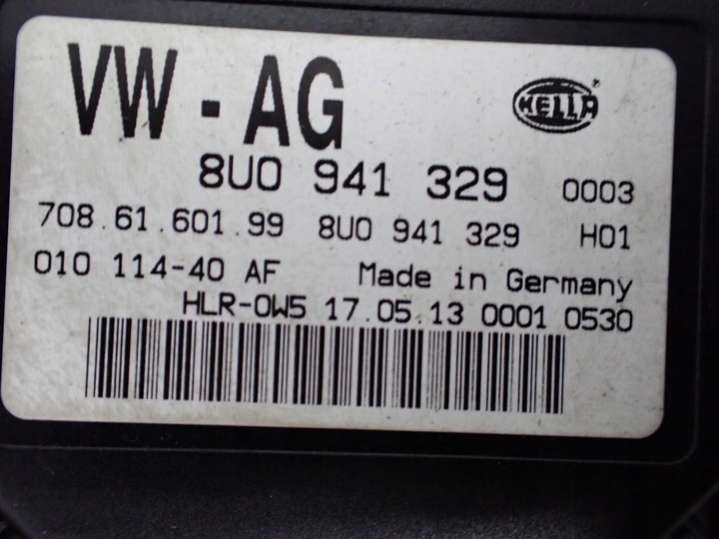 VW - AG
HELLA
8U0 941 329 0003
708.61.601.99 8U0 941 329 H01
010 114-40 AF Made in Germany
HLR-0W5 17.05.13 0001 0530